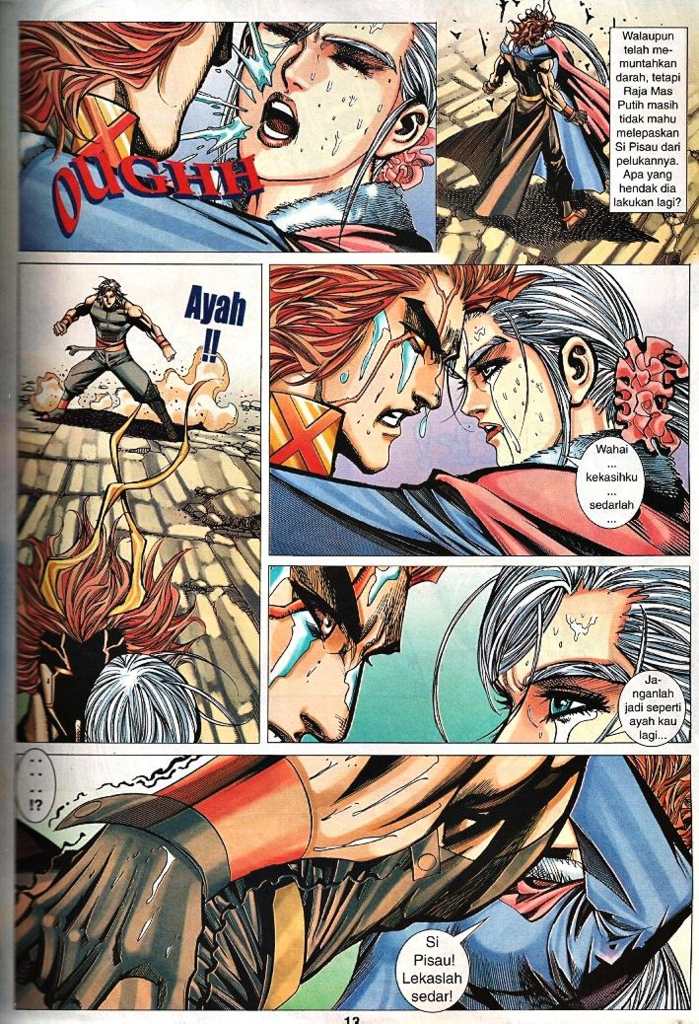 OUGHH
Walaupun
telah me-
muntahkan
darah, tetapi
Raja Mas
Putih masih
tidak mahu
melepaskan
Si Pisau dari
pelukannya.
Apa yang
hendak dia
lakukan lagi?
Ayah
!!
Wahai
...
kekasihku
...
sedarlah
...
Ja-
nganlah
jadi seperti
ayah kau
lagi...
....
!?
Si
Pisau!
Lekaslah
sedar!
13